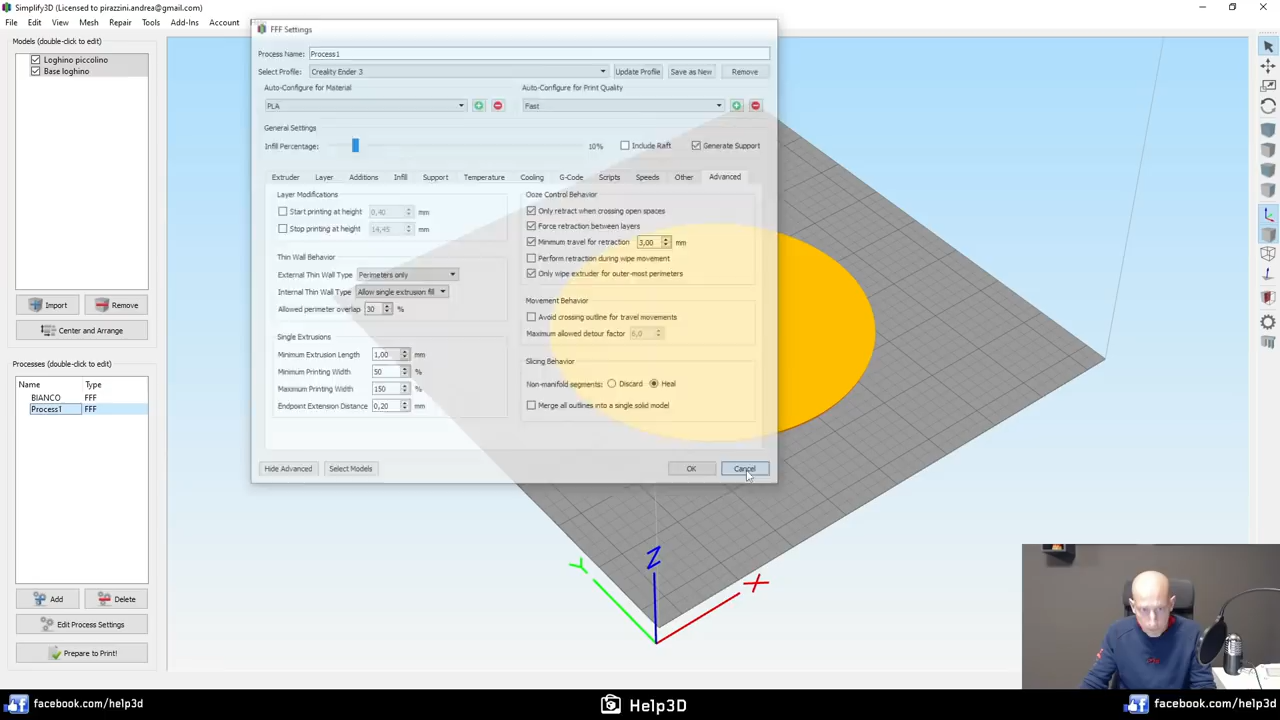 Simplify3D (Licensed to pirazzini.andrea@gmail.com)
File Edit View Mesh Repair Tools Add-Ins Account
Models (double-click to edit)
Loghino piccolino
Base loghino
Import Remove
Center and Arrange
Processes (double-click to edit)
Name Type
BIANCO FFF
Process1 FFF
Add Delete
Edit Process Settings
Prepare to Print!
FFF Settings
Process Name: Process1
Select Profile: Creality Ender 3 Update Profile Save as New Remove
Auto-Configure for Material Auto-Configure for Print Quality
PLA Fast
General Settings
Infill Percentage: 10% Include Raft Generate Support
Extruder Layer Additions Infill Support Temperature Cooling G-Code Scripts Speeds Other Advanced
Layer Modifications
Start printing at height 0,40 mm
Stop printing at height 14,45 mm
Thin Wall Behavior
External Thin Wall Type Perimeters only
Internal Thin Wall Type Allow single extrusion fill
Allowed perimeter overlap 30 %
Single Extrusions
Minimum Extrusion Length 1,00 mm
Minimum Printing Width 50 %
Maximum Printing Width 150 %
Endpoint Extension Distance 0,20 mm
Ooze Control Behavior
Only retract when crossing open spaces
Force retraction between layers
Minimum travel for retraction 3,00 mm
Perform retraction during wipe movement
Only wipe extruder for outer-most perimeters
Movement Behavior
Avoid crossing outline for travel movements
Maximum allowed detour factor 6,0
Slicing Behavior
Non-manifold segments: Discard Heal
Merge all outlines into a single solid model
Hide Advanced Select Models OK Cancel
Z
Y
X
facebook.com/help3d Help3D facebook.com/help3d